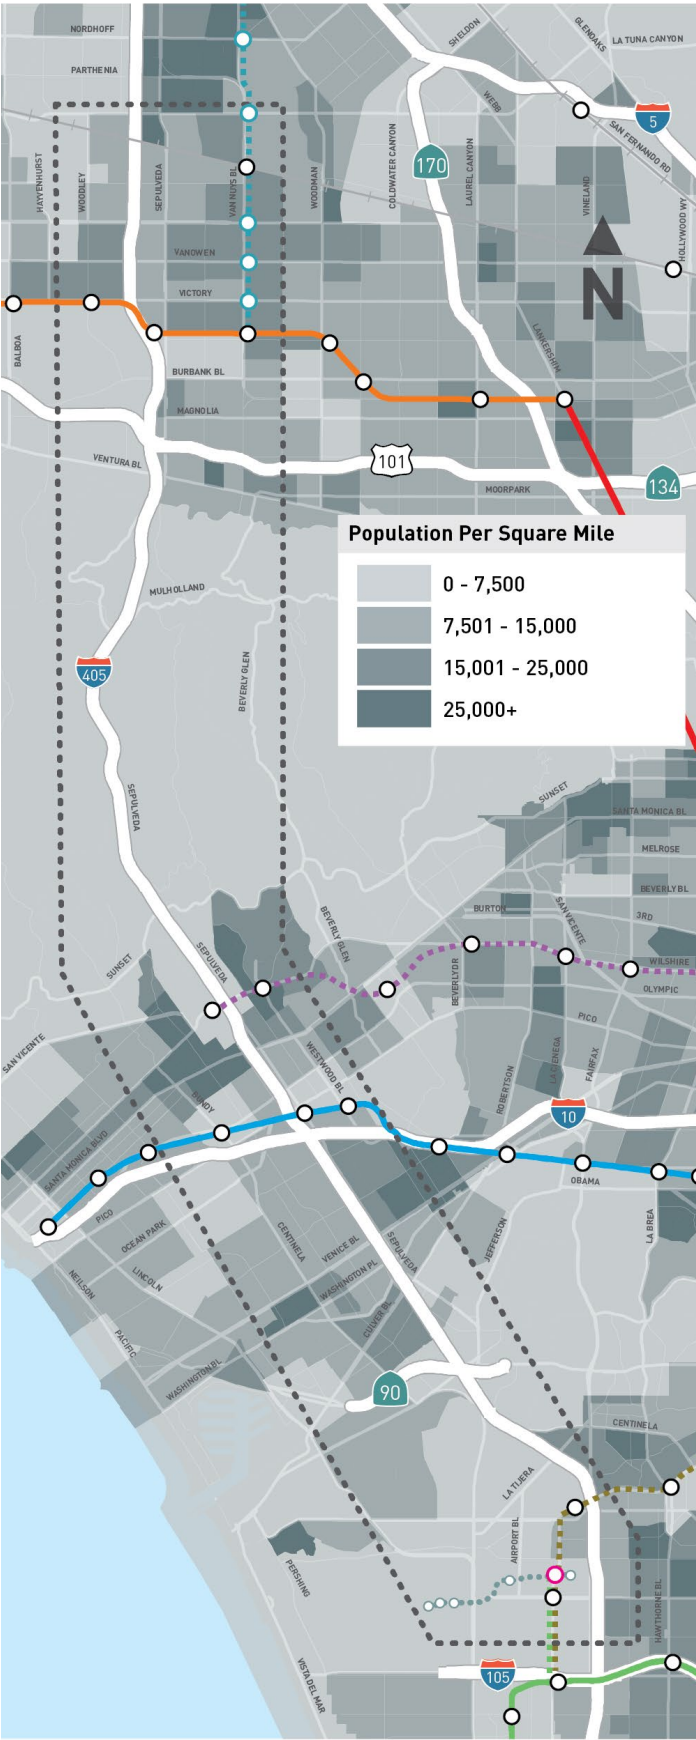 NORDHOFF
SHELDON
GLENOAKS
LA TUNA CANYON
PARTHENIA
WEBB
5
SAN FERNANDO RD
170
HAYVENHURST
WOODLEY
SEPULVEDA
VAN NUYS BL
WOODMAN
COLDWATER CANYON
LAUREL CANYON
VINELAND
HOLLYWOOD WY
N
VANOWEN
VICTORY
BALBOA
LANKERSHIM
BURBANK BL
MAGNOLIA
VENTURA BL
101
MOORPARK
134
Population Per Square Mile
0 - 7,500
7,501 - 15,000
15,001 - 25,000
25,000+
MULHOLLAND
405
BEVERLY GLEN
SEPULVEDA
SUNSET
SANTA MONICA BL
MELROSE
BEVERLY BL
BURTON
SAN VICENTE
3RD
BEVERLY GLEN
SEPULVEDA
SUNSET
BEVERLY DR
WILSHIRE
OLYMPIC
PICO
SAN VICENTE
WESTWOOD BL
LA CIENEGA
FAIRFAX
ROBERTSON
BUNDY
10
SANTA MONICA BLVD
OBAMA
PICO
OCEAN PARK
CENTINELA
VENICE BL
SEPULVEDA
JEFFERSON
LA BREA
NEILSON
LINCOLN
WASHINGTON PL
CULVER BL
PACIFIC
WASHINGTON BL
90
CENTINELA
LA TIJERA
AIRPORT BL
PERSHING
HAWTHORNE BL
VISTA DEL MAR
105